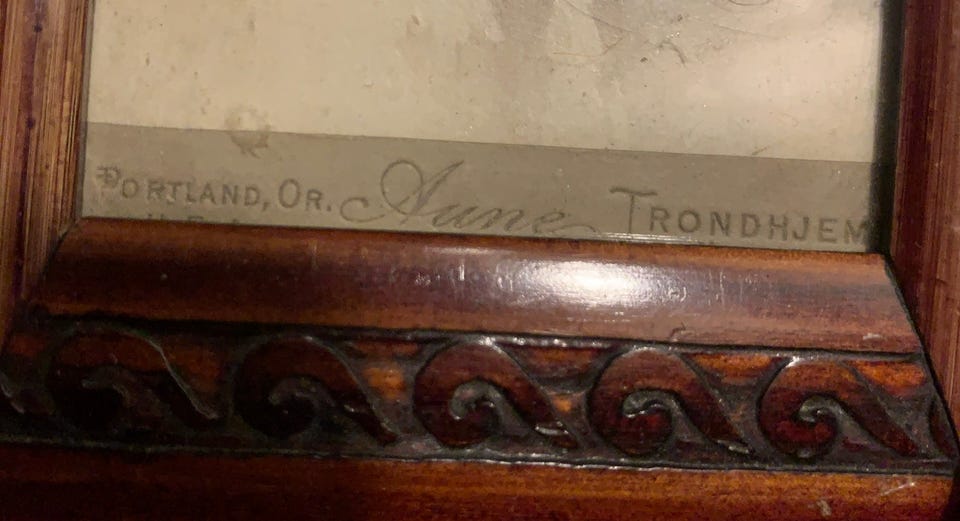 PORTLAND, OR. Aune TRONDHJEM